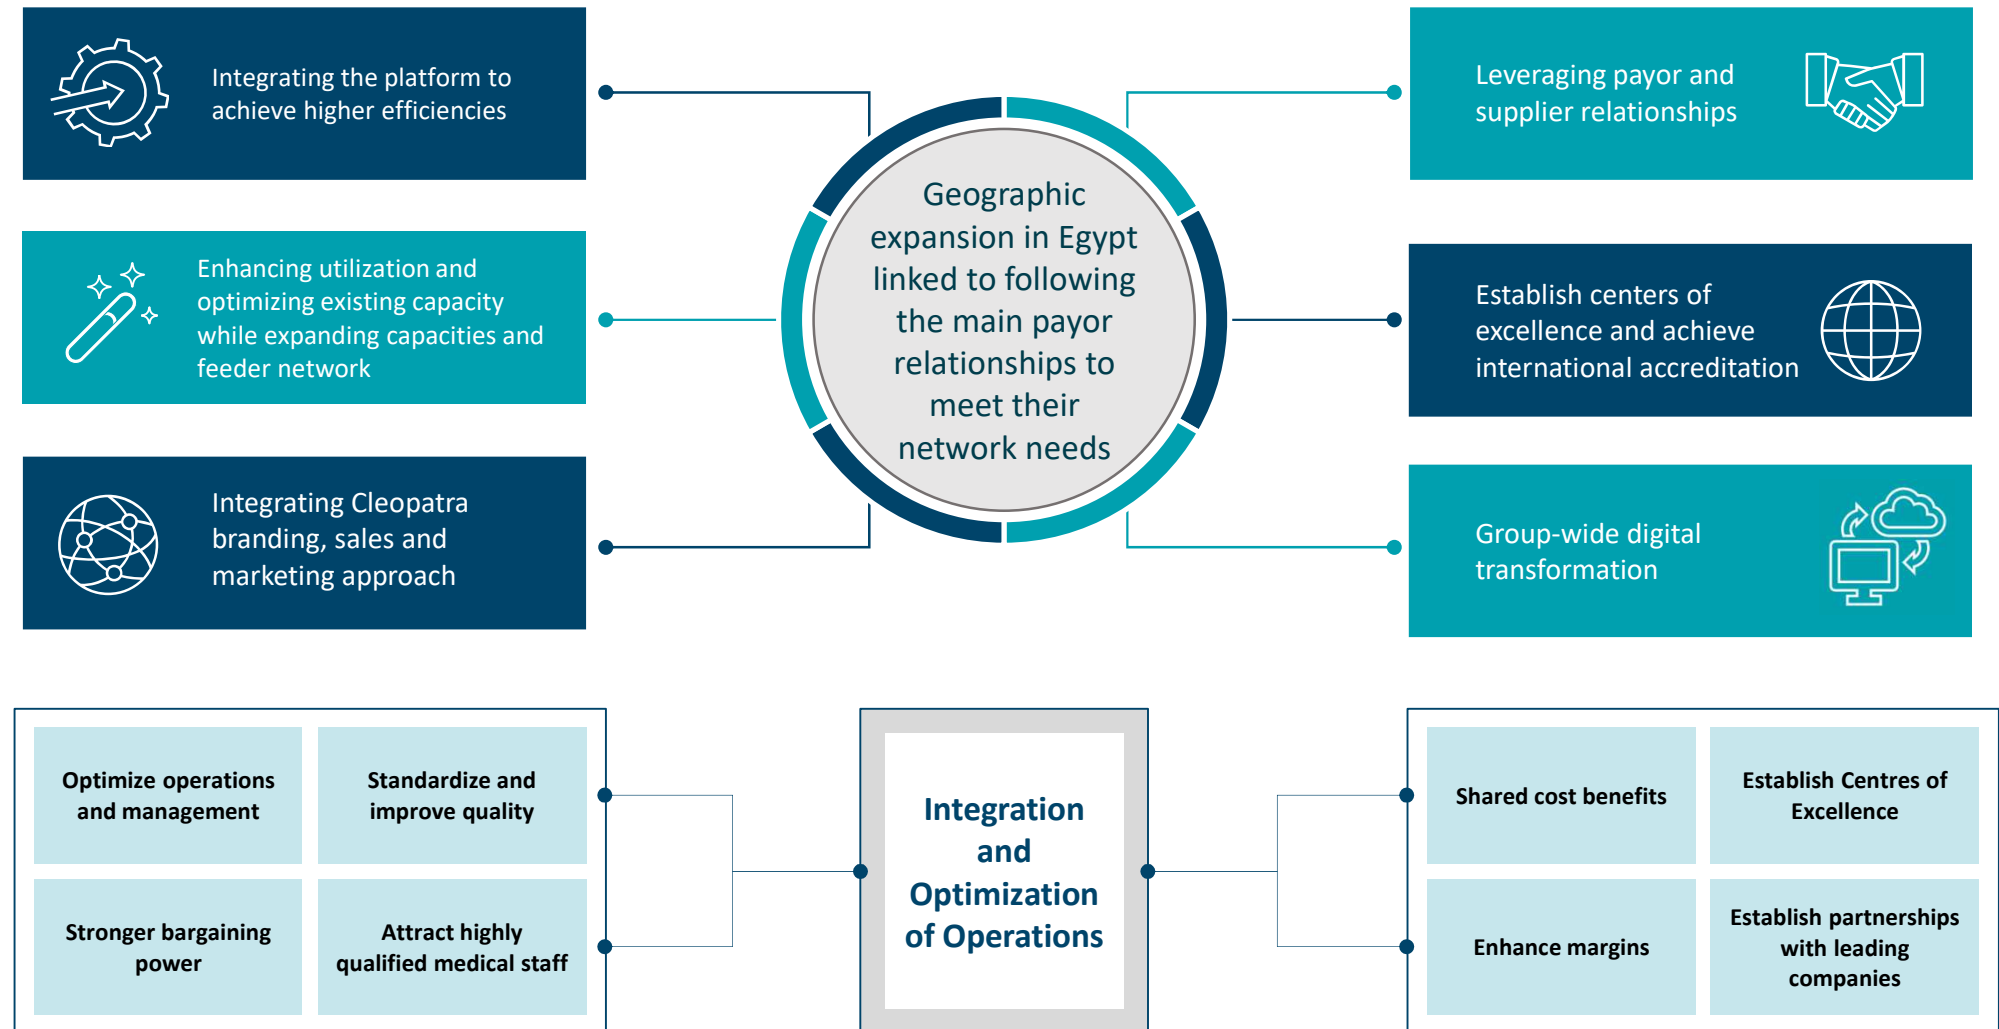 Integrating the platform to
achieve higher efficiencies
Enhancing utilization and
optimizing existing capacity
while expanding capacities and
feeder network
Integrating Cleopatra
branding, sales and
marketing approach
Geographic
expansion in Egypt
linked to following
the main payor
relationships to
meet their
network needs
Leveraging payor and
supplier relationships
Establish centers of
excellence and achieve
international accreditation
Group-wide digital
transformation
Optimize operations
and management
Standardize and
improve quality
Stronger bargaining
power
Attract highly
qualified medical staff
Integration
and
Optimization
of Operations
Shared cost benefits
Establish Centres of
Excellence
Enhance margins
Establish partnerships
with leading
companies